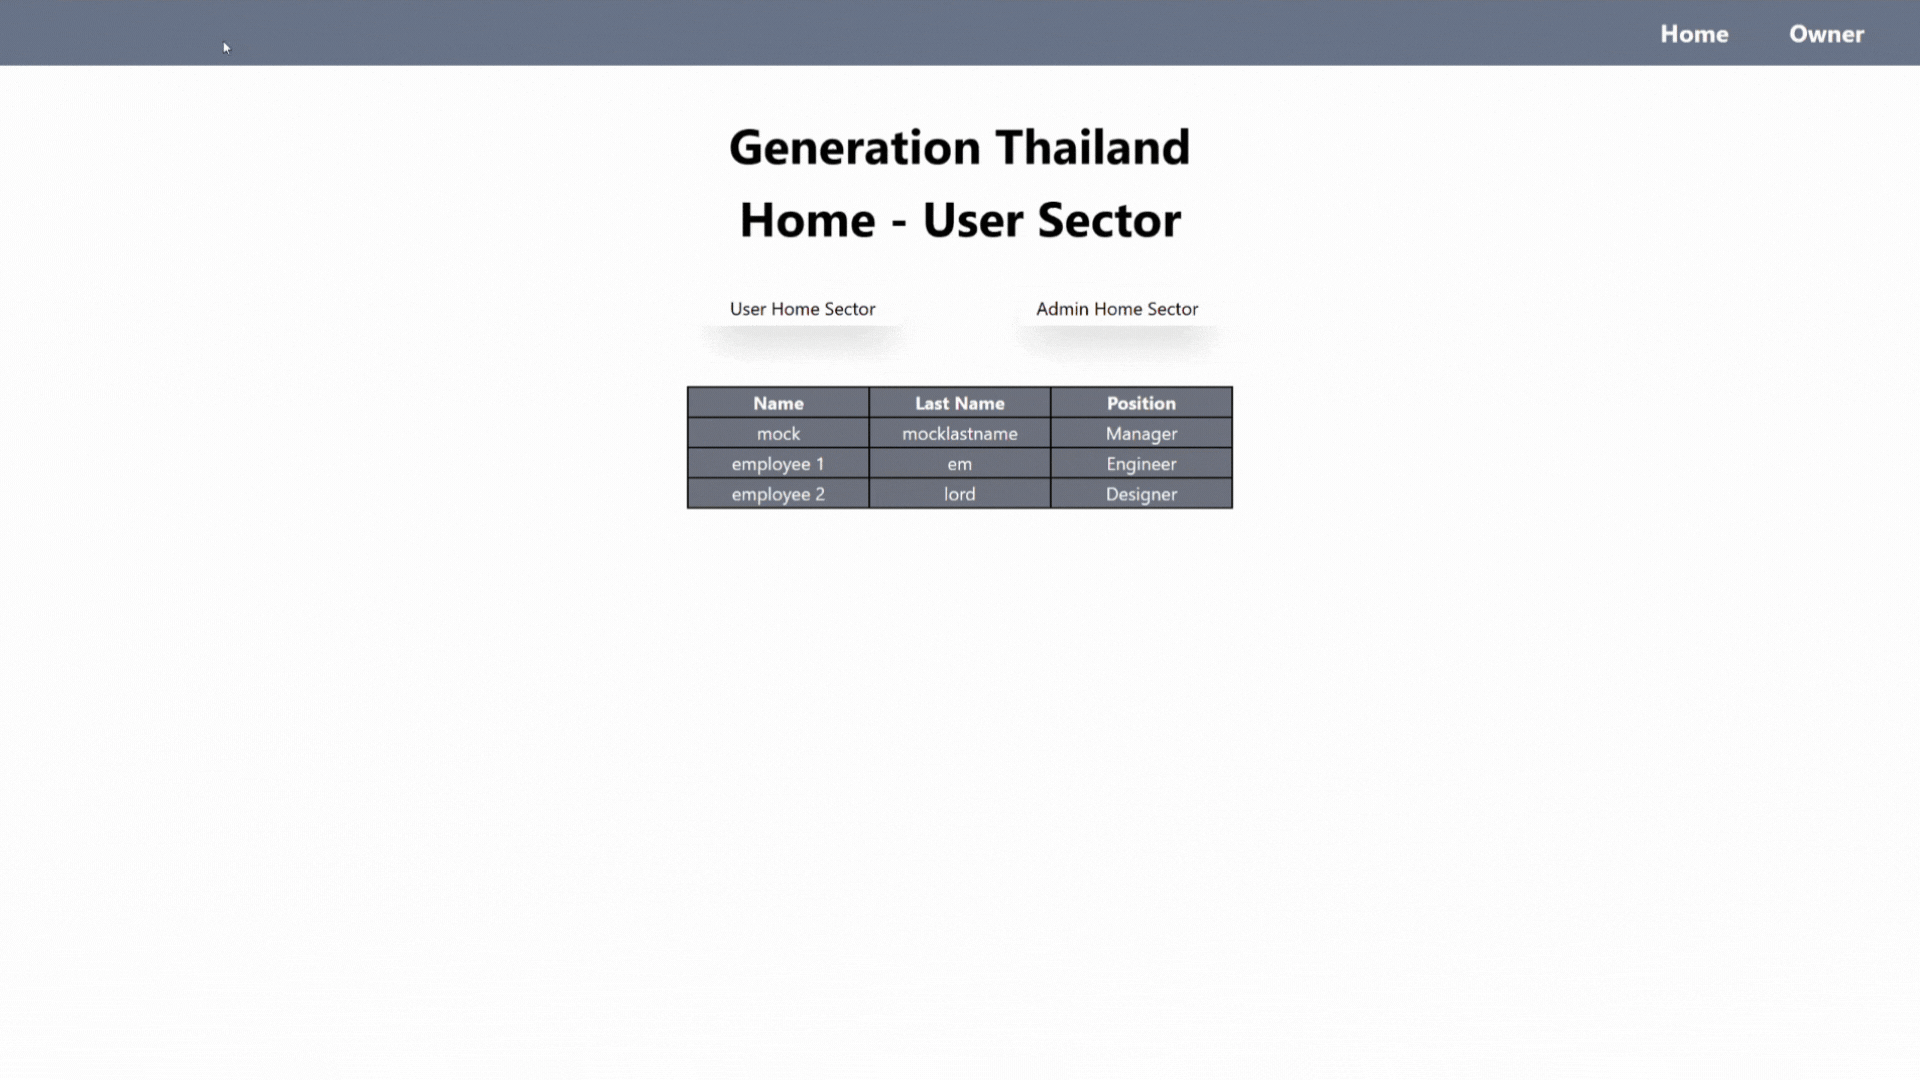 Home Owner
Generation Thailand
Home - User Sector
User Home Sector Admin Home Sector
Name Last Name Position
mock mocklastname Manager
employee 1 em Engineer
employee 2 lord Designer